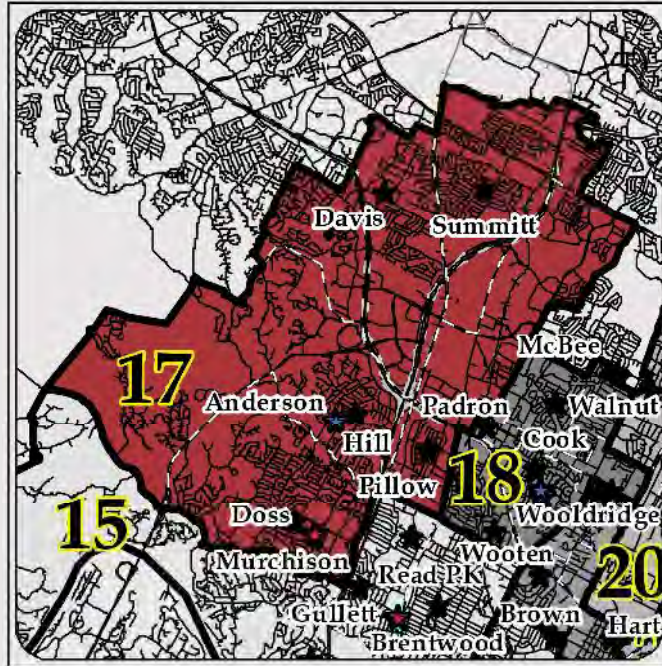 Davis
Summitt
McBee
17
Anderson
Padron
Walnut
Hill
Cook
Pillow
18
15
Doss
Wooldridge
Murchison
Read PK
Wooten
20
Gullett
Brown
Brentwood
Hart